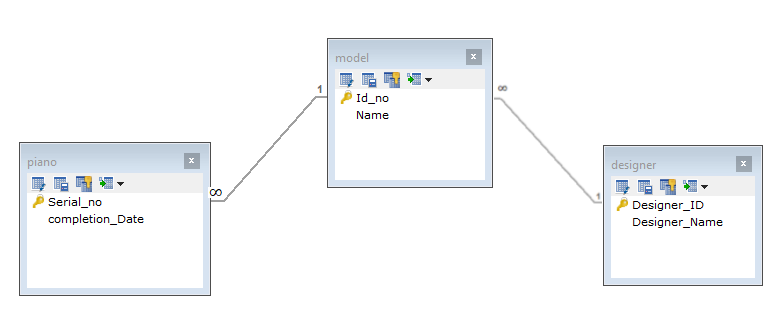 model
x
1
∞
Id_no
Name
piano
x
designer
x
∞
1
Serial_no
completion_Date
Designer_ID
Designer_Name